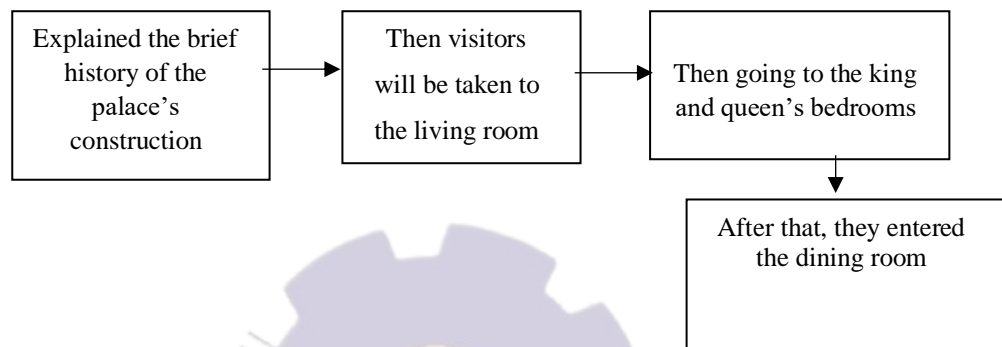 Explained the brief
history of the
palace’s
construction
Then visitors
will be taken to
the living room
Then going to the king
and queen’s bedrooms
After that, they entered
the dining room